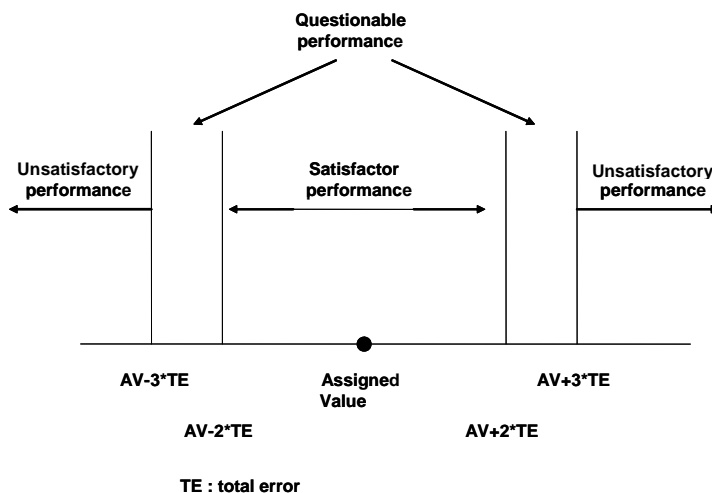 Questionable
performance
Unsatisfactory
performance
Satisfactor
performance
Unsatisfactory
performance
AV-3*TE
Assigned
Value
AV+3*TE
AV-2*TE
AV+2*TE
TE : total error